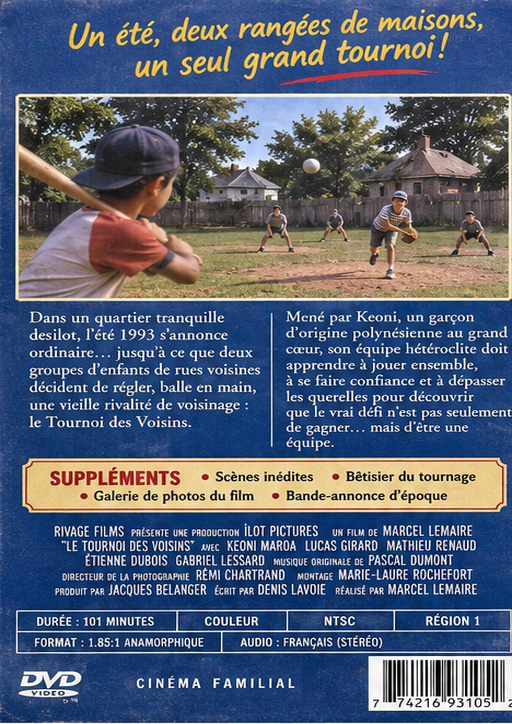 Un été, deux rangées de maisons,
un seul grand tournoi !
Dans un quartier tranquille
desilot, l'été 1993 s'annonce
ordinaire… jusqu'à ce que deux
groupes d'enfants de rues voisines
décident de régler, balle en main,
une vieille rivalité de voisinage :
le Tournoi des Voisins.
Mené par Keoni, un garçon
d'origine polynésienne au grand
cœur, son équipe hétéroclite doit
apprendre à jouer ensemble,
à se faire confiance et à dépasser
les querelles pour découvrir
que le vrai défi n'est pas seulement
de gagner… mais d'être une
équipe.
SUPPLÉMENTS • Scènes inédites • Bêtisier du tournage
• Galerie de photos du film • Bande-annonce d'époque
RIVAGE FILMS PRÉSENTE UNE PRODUCTION ÎLOT PICTURES UN FILM DE MARCEL LEMAIRE
"LE TOURNOI DES VOISINS" AVEC KEONI MAROA LUCAS GIRARD MATHIEU RENAUD
ÉTIENNE DUBOIS GABRIEL LESSARD MUSIQUE ORIGINALE DE PASCAL DUMONT
DIRECTEUR DE LA PHOTOGRAPHIE RÉMI CHARTRAND MONTAGE MARIE-LAURE ROCHEFORT
PRODUIT PAR JACQUES BELANGER ÉCRIT PAR DENIS LAVOIE RÉALISÉ PAR MARCEL LEMAIRE
DURÉE : 101 MINUTES COULEUR NTSC RÉGION 1
FORMAT : 1.85:1 ANAMORPHIQUE AUDIO : FRANÇAIS (STÉRÉO)
DVD
VIDEO
CINÉMA FAMILIAL
7 74216 93105 2